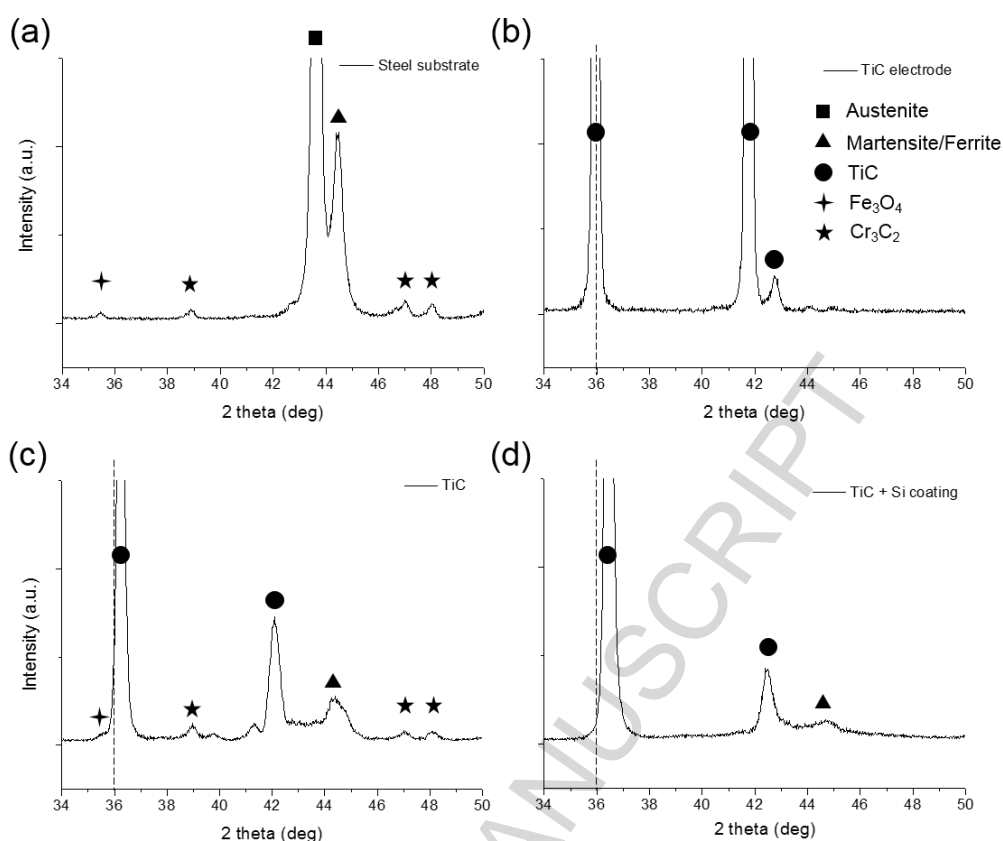 (a)
Steel substrate
Intensity (a.u.)
34 36 38 40 42 44 46 48 50
2 theta (deg)
(b)
TiC electrode
Austenite
Martensite/Ferrite
TiC
Fe₃O₄
Cr₃C₂
34 36 38 40 42 44 46 48 50
2 theta (deg)
(c)
TiC
Intensity (a.u.)
34 36 38 40 42 44 46 48 50
2 theta (deg)
(d)
TiC + Si coating
34 36 38 40 42 44 46 48 50
2 theta (deg)
ANUSCRIPT